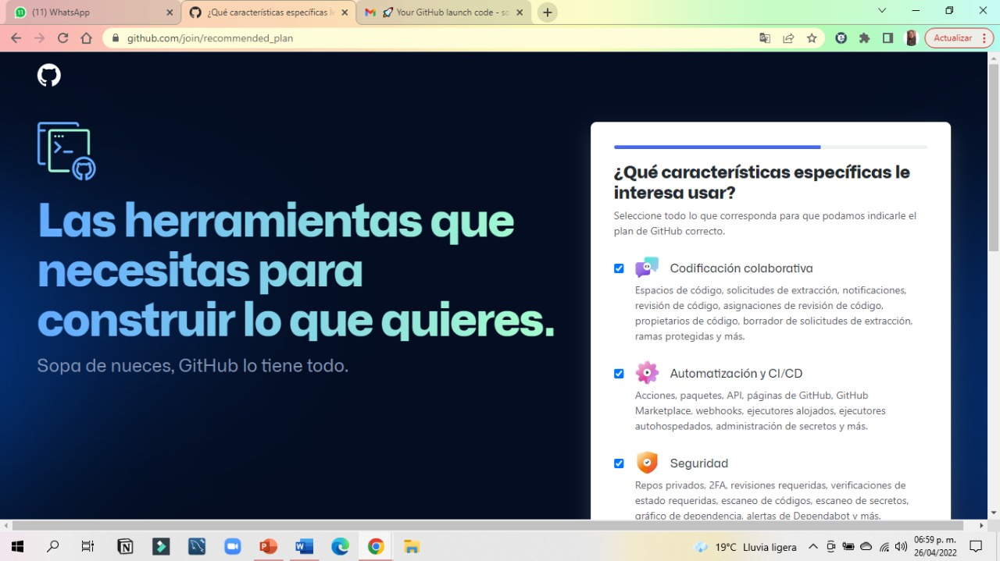 (11) WhatsApp
¿Qué características específicas le
Your GitHub launch code - so
github.com/join/recommended_plan
Actualizar
Las herramientas que
necesitas para
construir lo que quieres.
Sopa de nueces, GitHub lo tiene todo.
¿Qué características específicas le
interesa usar?
Seleccione todo lo que corresponda para que podamos indicarle el
plan de GitHub correcto.
Codificación colaborativa
Espacios de código, solicitudes de extracción, notificaciones,
revisión de código, asignaciones de revisión de código,
propietarios de código, borrador de solicitudes de extracción,
ramas protegidas y más.
Automatización y CI/CD
Acciones, paquetes, API, páginas de GitHub, GitHub
Marketplace, webhooks, ejecutores alojados, ejecutores
autohospedados, administración de secretos y más.
Seguridad
Repos privados, 2FA, revisiones requeridas, verificaciones de
estado requeridas, escaneo de códigos, escaneo de secretos,
gráfico de dependencia, alertas de Dependabot y más.
19°C Lluvia ligera
06:59 p. m.
26/04/2022